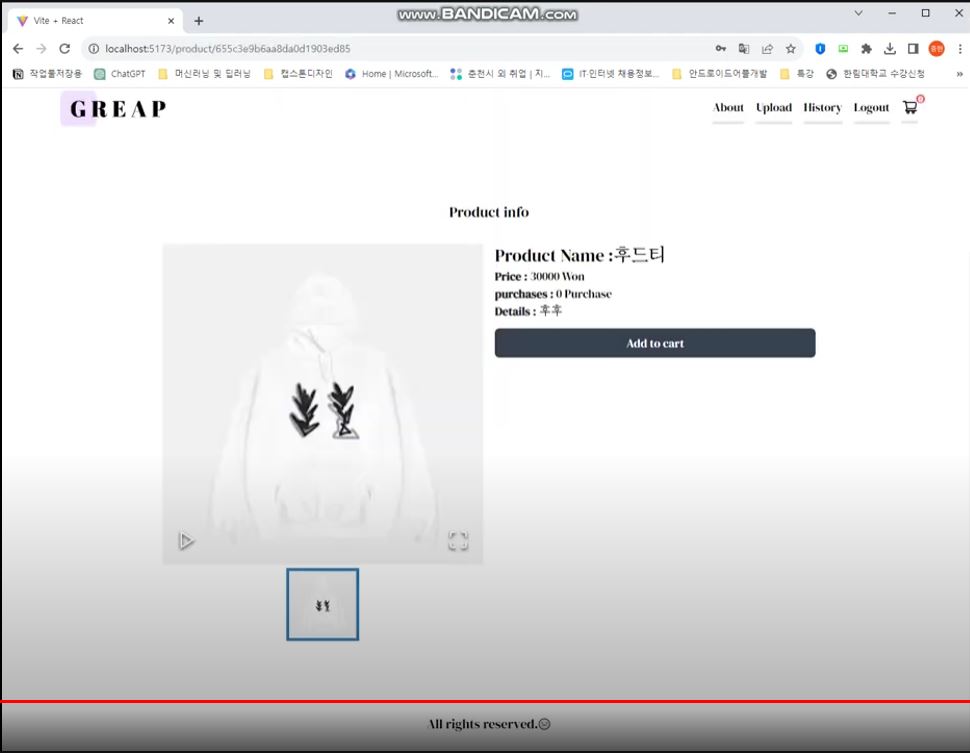 www.BANDICAM.com
Vite + React
localhost:5173/product/655c3e9b6aa8da0d1903ed85
중현
작업물저장용
ChatGPT
머신러닝 및 딥러닝
캡스톤디자인
Home | Microsoft...
춘천시 외 취업 | 지...
IT·인터넷 채용정보...
안드로이드어플개발
특강
한림대학교 수강신청
»
GREAP
About
Upload
History
Logout
0
Product info
Product Name :후드티
Price : 30000 Won
purchases : 0 Purchase
Details : 후후
Add to cart
All rights reserved.